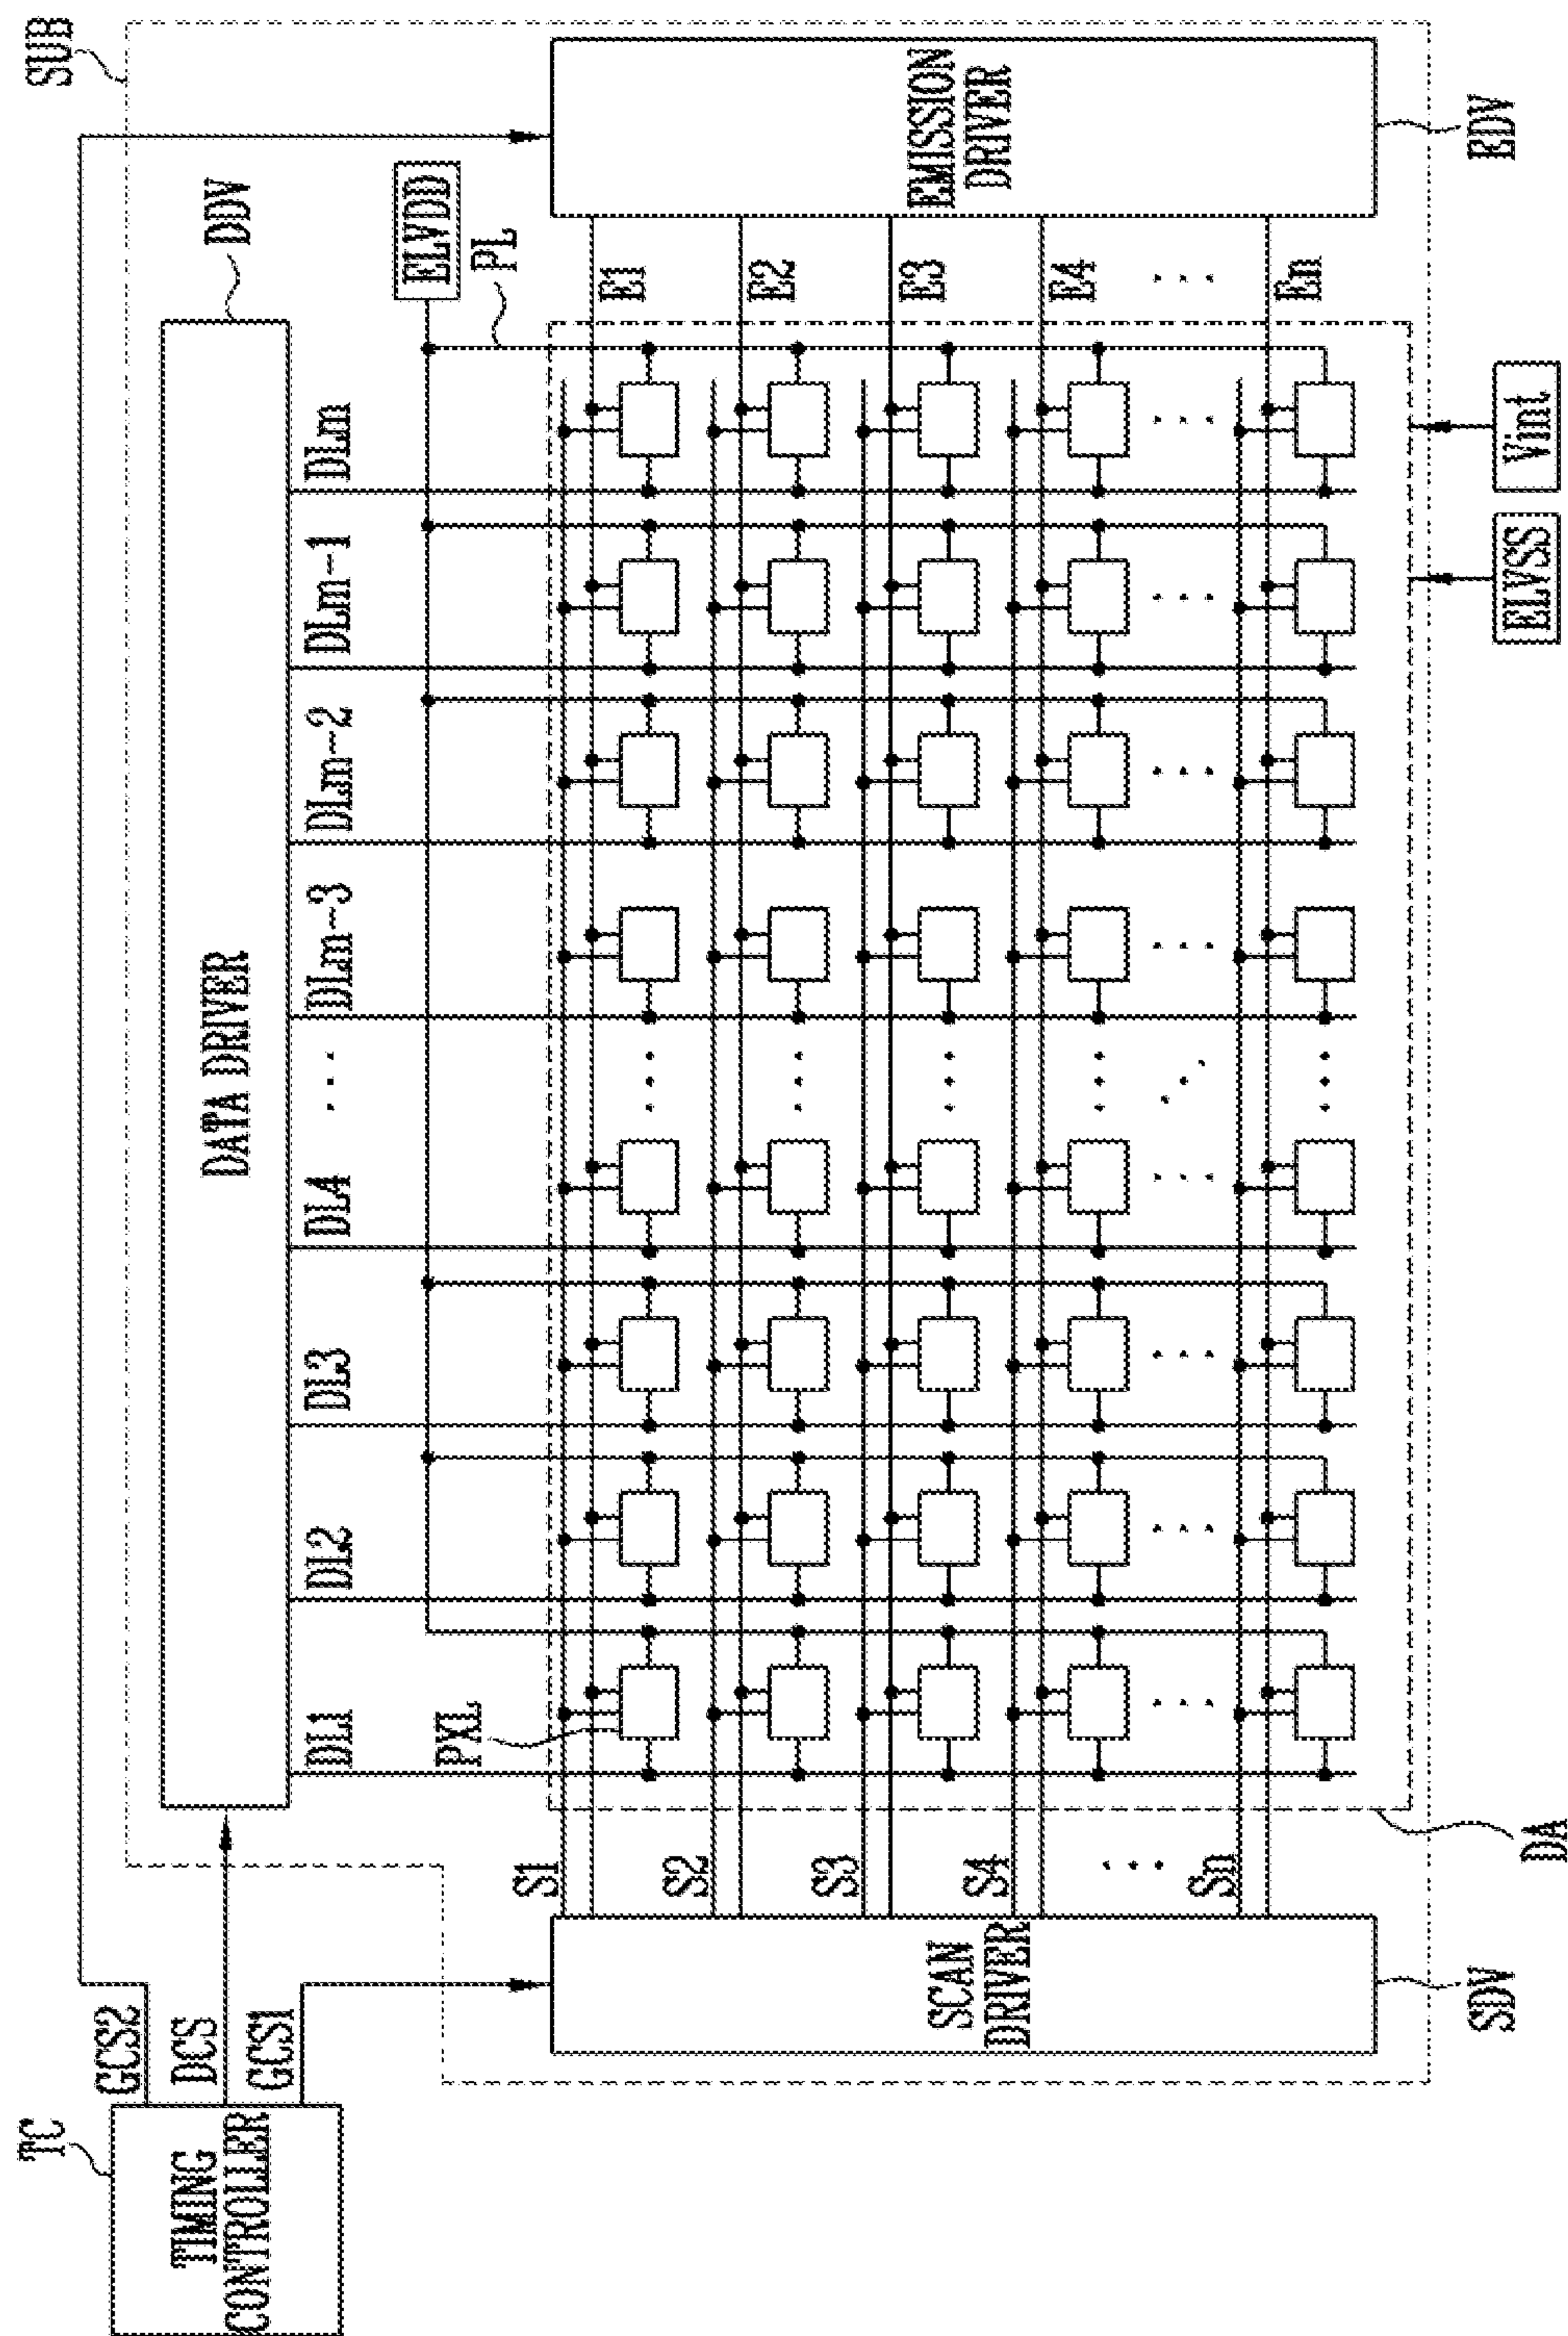 TC
TIMING
CONTROLLER
GCS2
DCS
GCS1
SUB
DDV
DATA DRIVER
DL1
DL2
DL3
DL4
. . .
DLm-3
DLm-2
DLm-1
DLm
ELVDD
PL
PXL
S1
S2
S3
S4
. . .
Sn
E1
E2
E3
E4
. . .
En
SCAN
DRIVER
EMISSION
DRIVER
SDV
DA
ELVSS
Vint
EDV